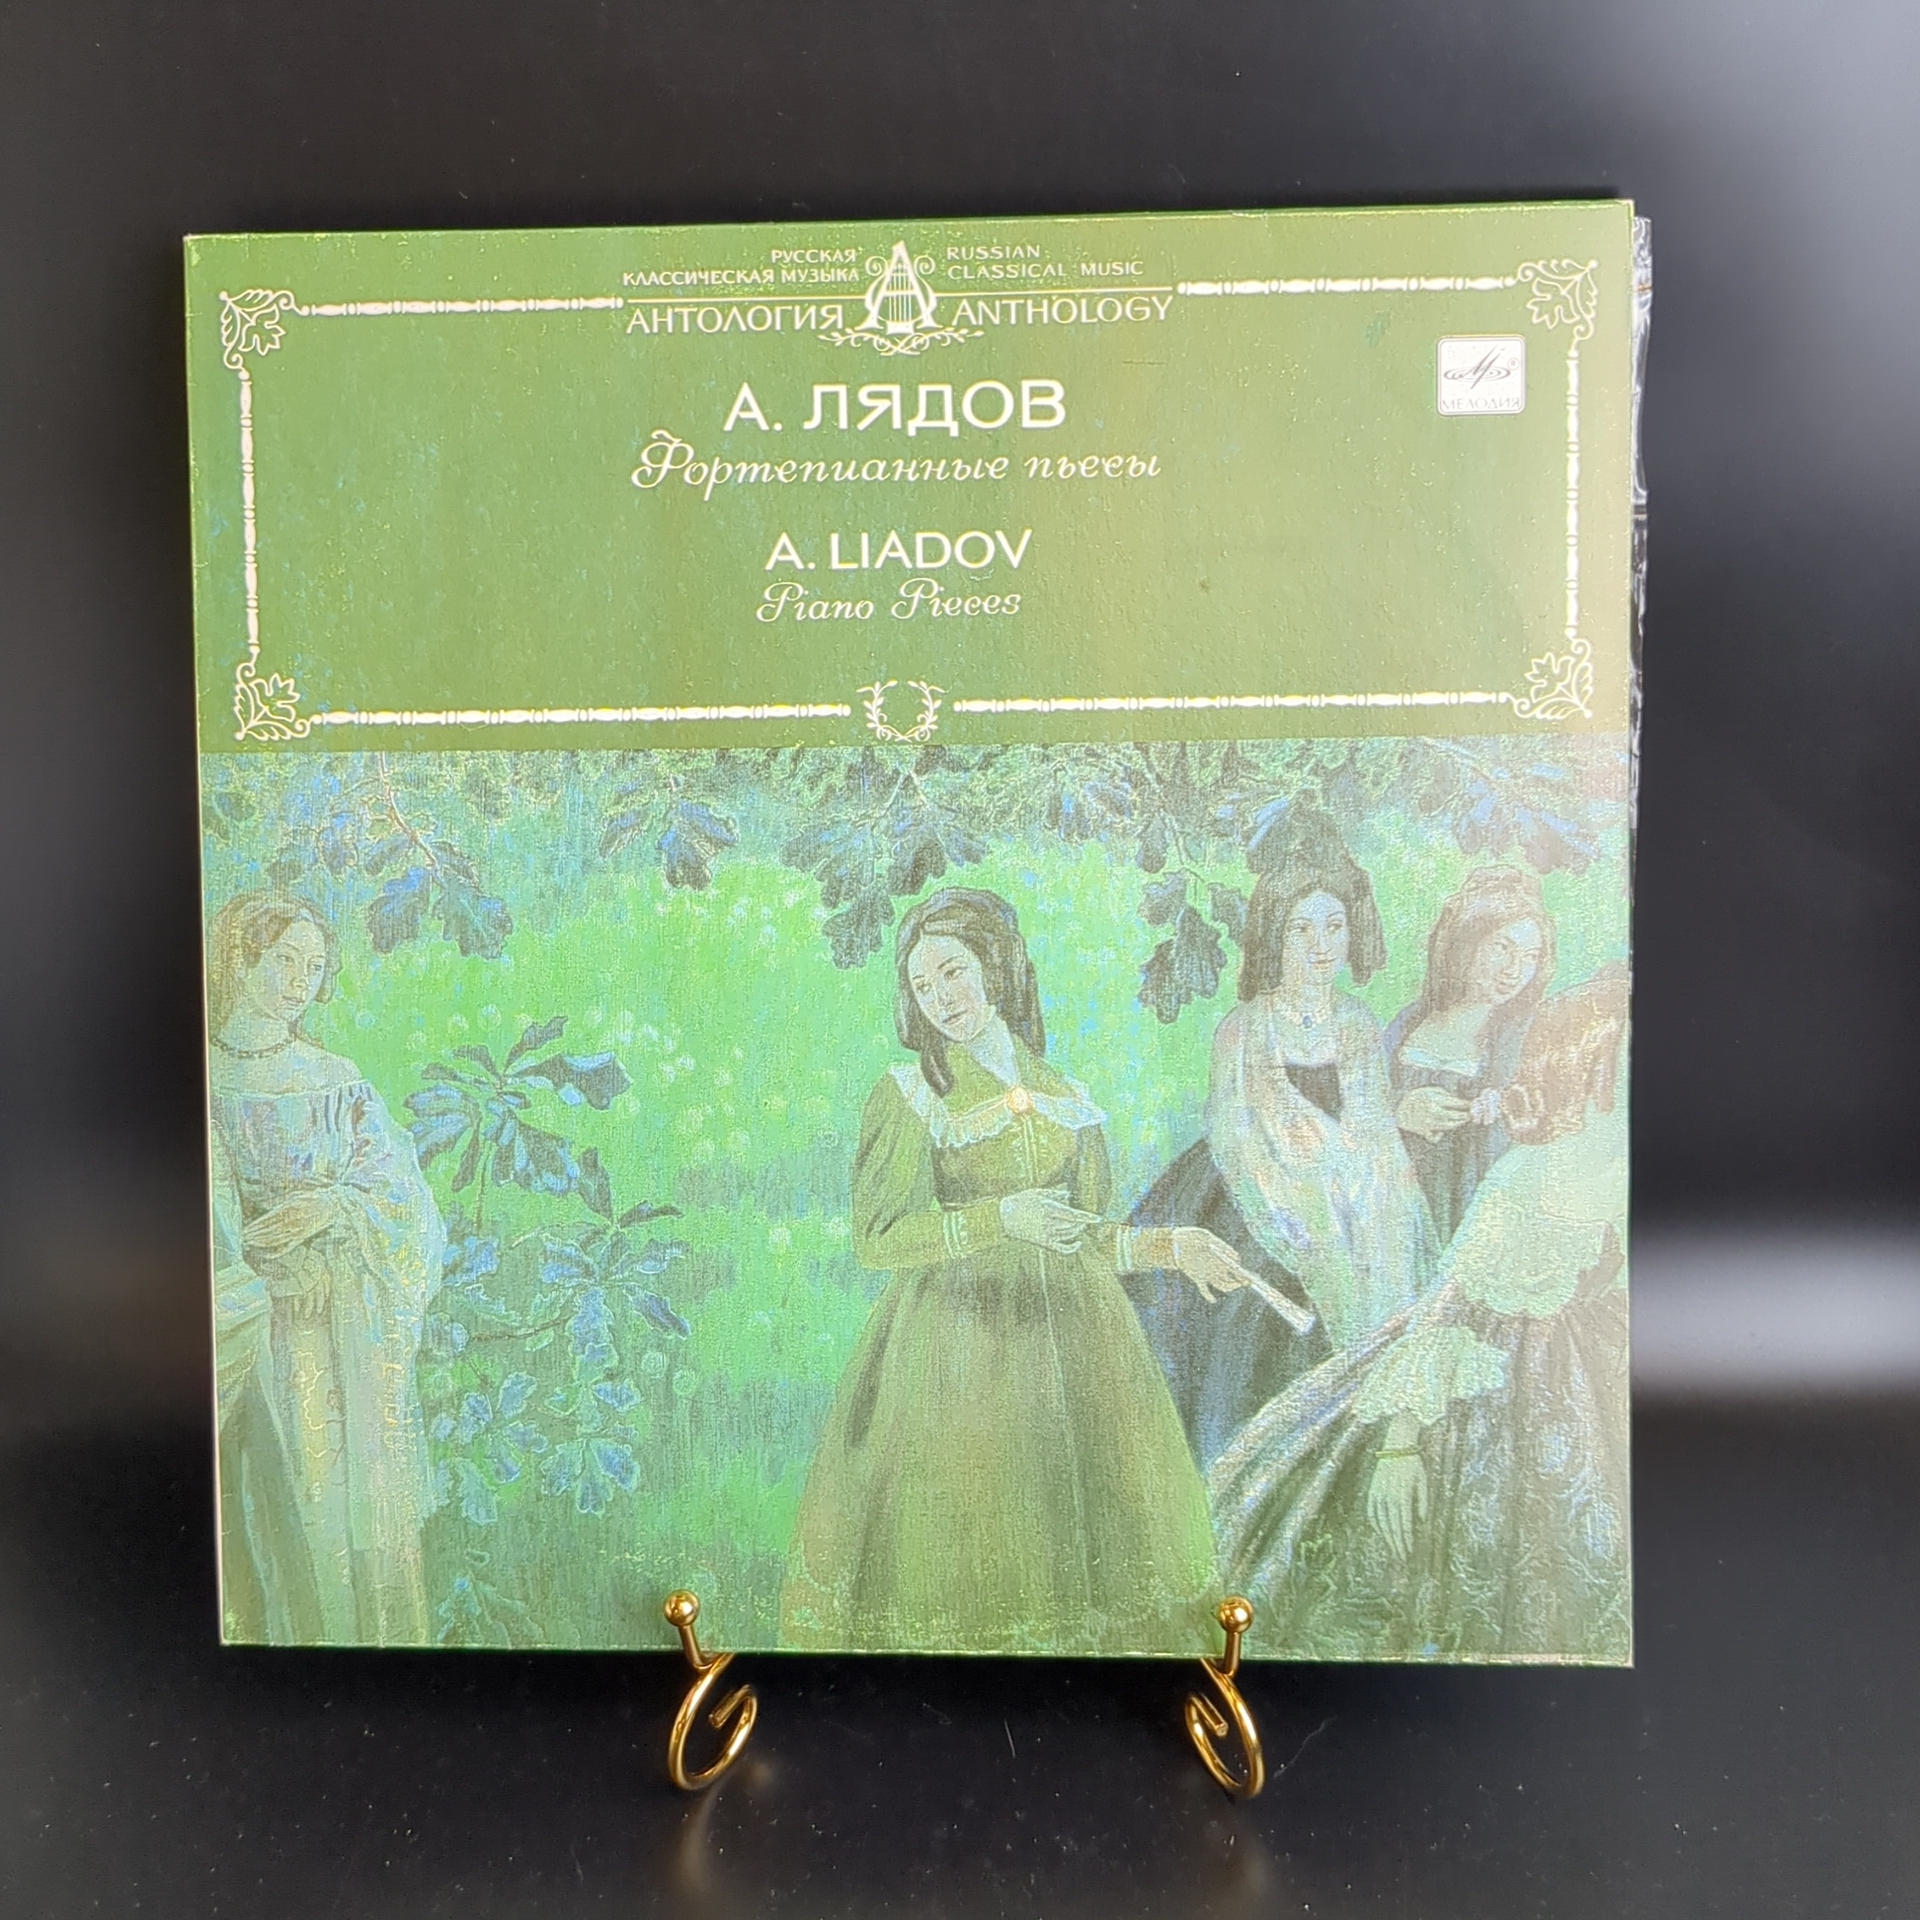 РУССКАЯ
КЛАССИЧЕСКАЯ МУЗЫКА
АНТОЛОГИЯ
RUSSIAN
CLASSICAL MUSIC
ANTHOLOGY
МЕЛОДИЯ
А. ЛЯДОВ
Фортепианные пьесы
A. LIADOV
Piano Pieces